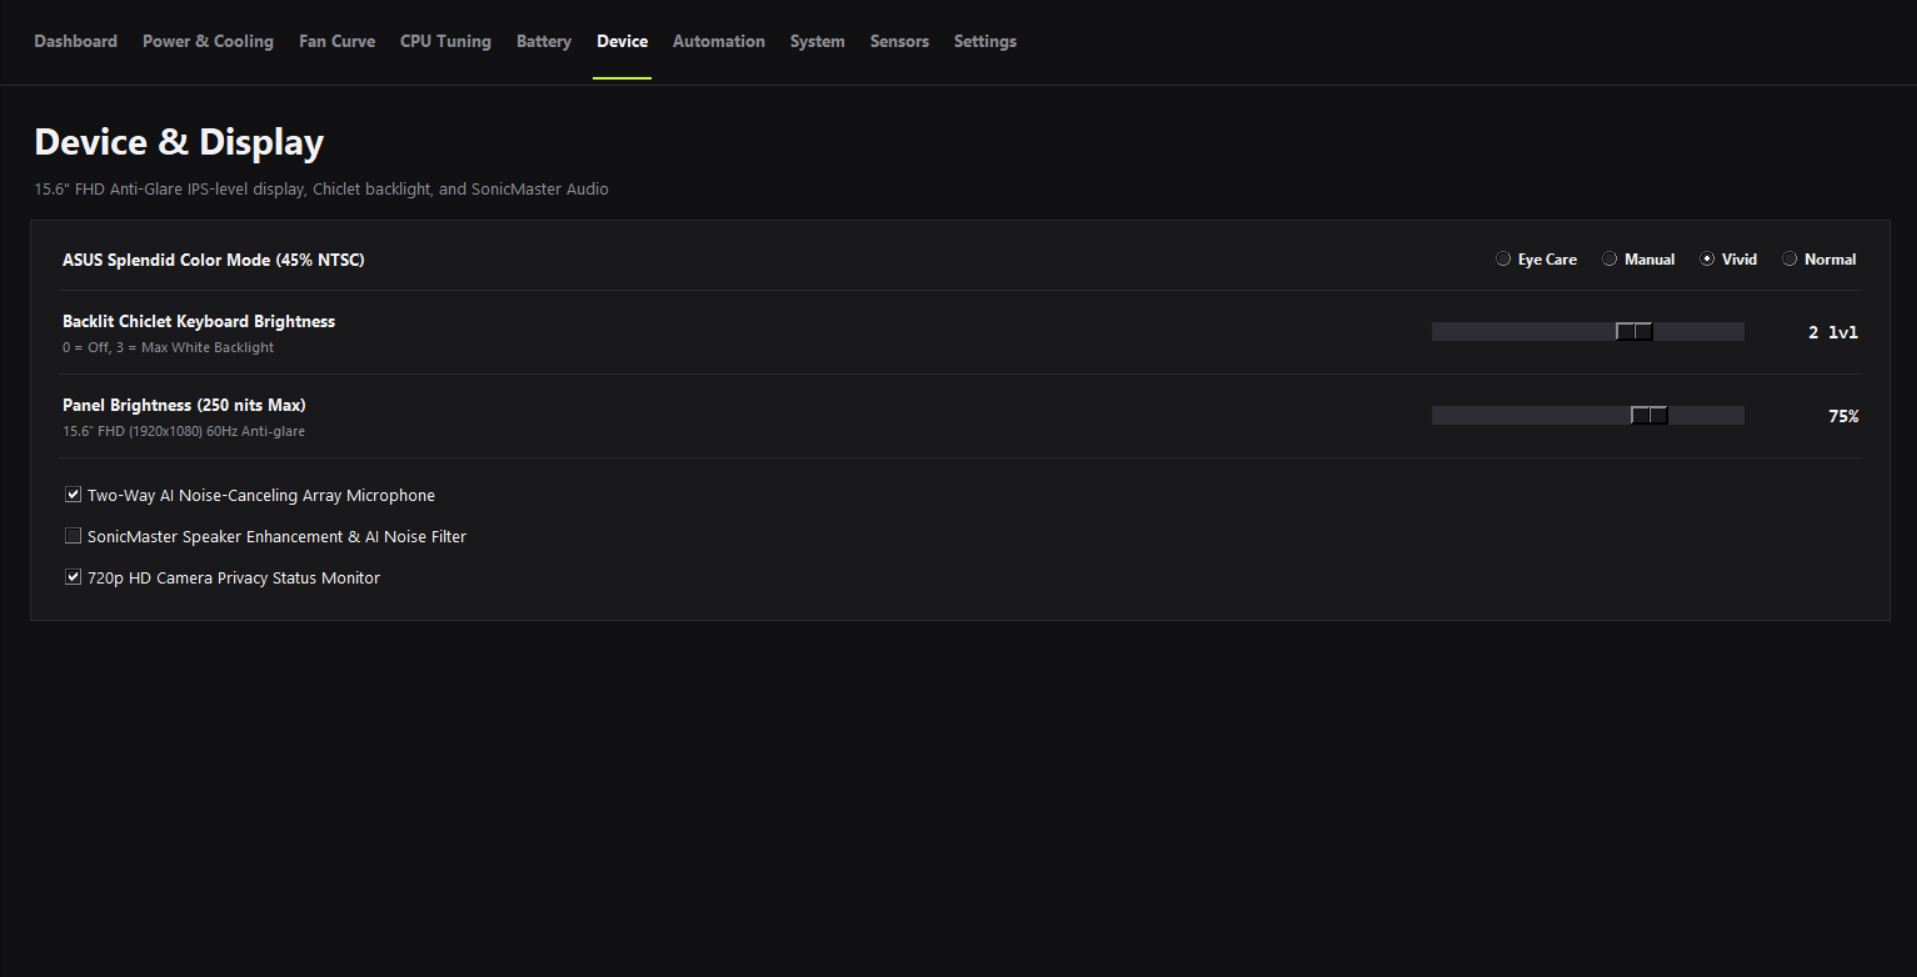 Dashboard Power & Cooling Fan Curve CPU Tuning Battery Device Automation System Sensors Settings
Device & Display
15.6" FHD Anti-Glare IPS-level display, Chiclet backlight, and SonicMaster Audio
ASUS Splendid Color Mode (45% NTSC) Eye Care Manual Vivid Normal
Backlit Chiclet Keyboard Brightness
0 = Off, 3 = Max White Backlight
2 lvl
Panel Brightness (250 nits Max)
15.6" FHD (1920x1080) 60Hz Anti-glare
75%
Two-Way AI Noise-Canceling Array Microphone
SonicMaster Speaker Enhancement & AI Noise Filter
720p HD Camera Privacy Status Monitor